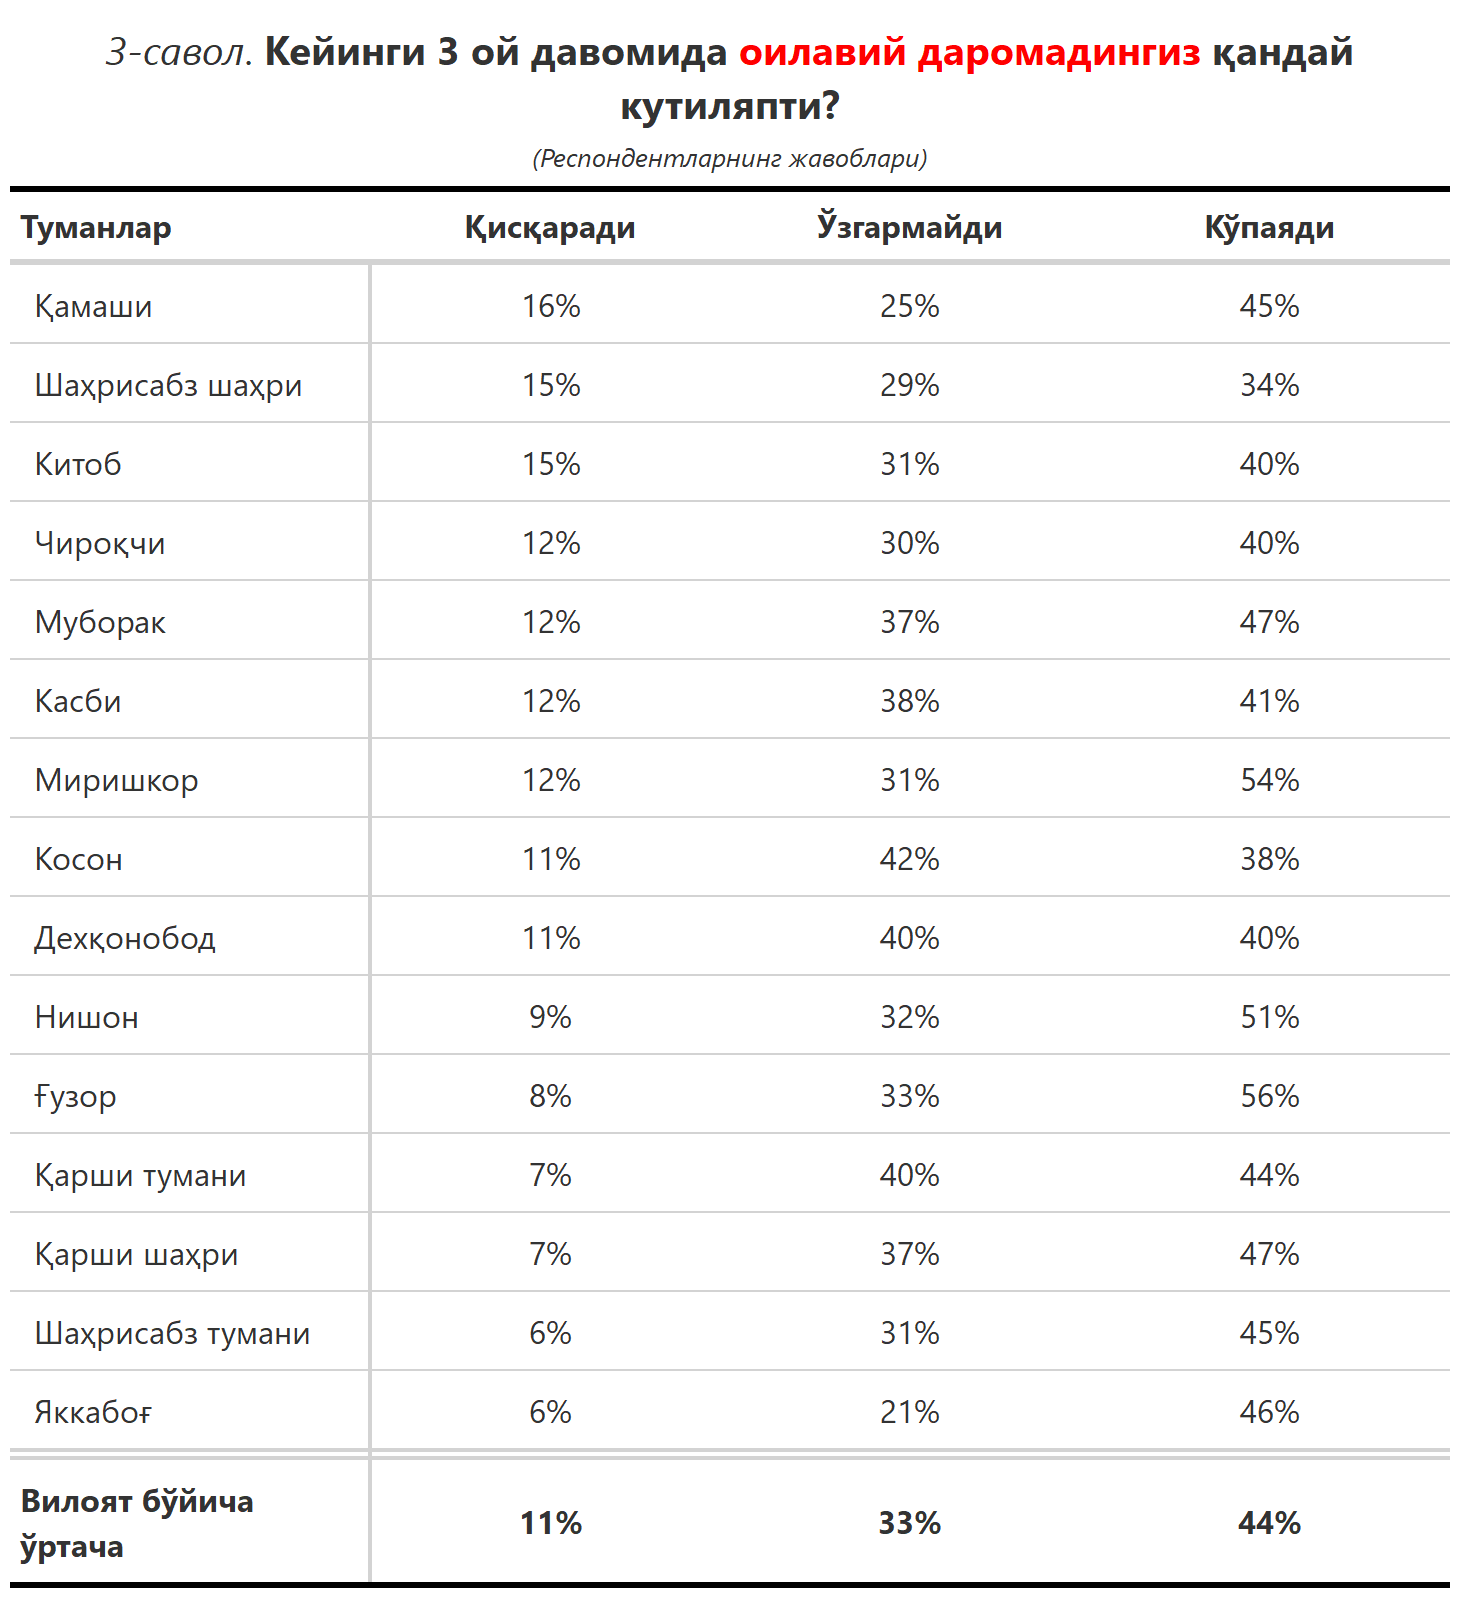 3-савол. Кейинги 3 ой давомида оилавий даромадингиз қандай
кутиляпти?
(Респондентларнинг жавоблари)
Туманлар Қисқаради Ўзгармайди Кўпаяди
Қамаши 16% 25% 45%
Шаҳрисабз шаҳри 15% 29% 34%
Китоб 15% 31% 40%
Чироқчи 12% 30% 40%
Муборак 12% 37% 47%
Касби 12% 38% 41%
Миришкор 12% 31% 54%
Косон 11% 42% 38%
Дехқонобод 11% 40% 40%
Нишон 9% 32% 51%
Ғузор 8% 33% 56%
Қарши тумани 7% 40% 44%
Қарши шаҳри 7% 37% 47%
Шаҳрисабз тумани 6% 31% 45%
Яккабоғ 6% 21% 46%
Вилоят бўйича
ўртача 11% 33% 44%